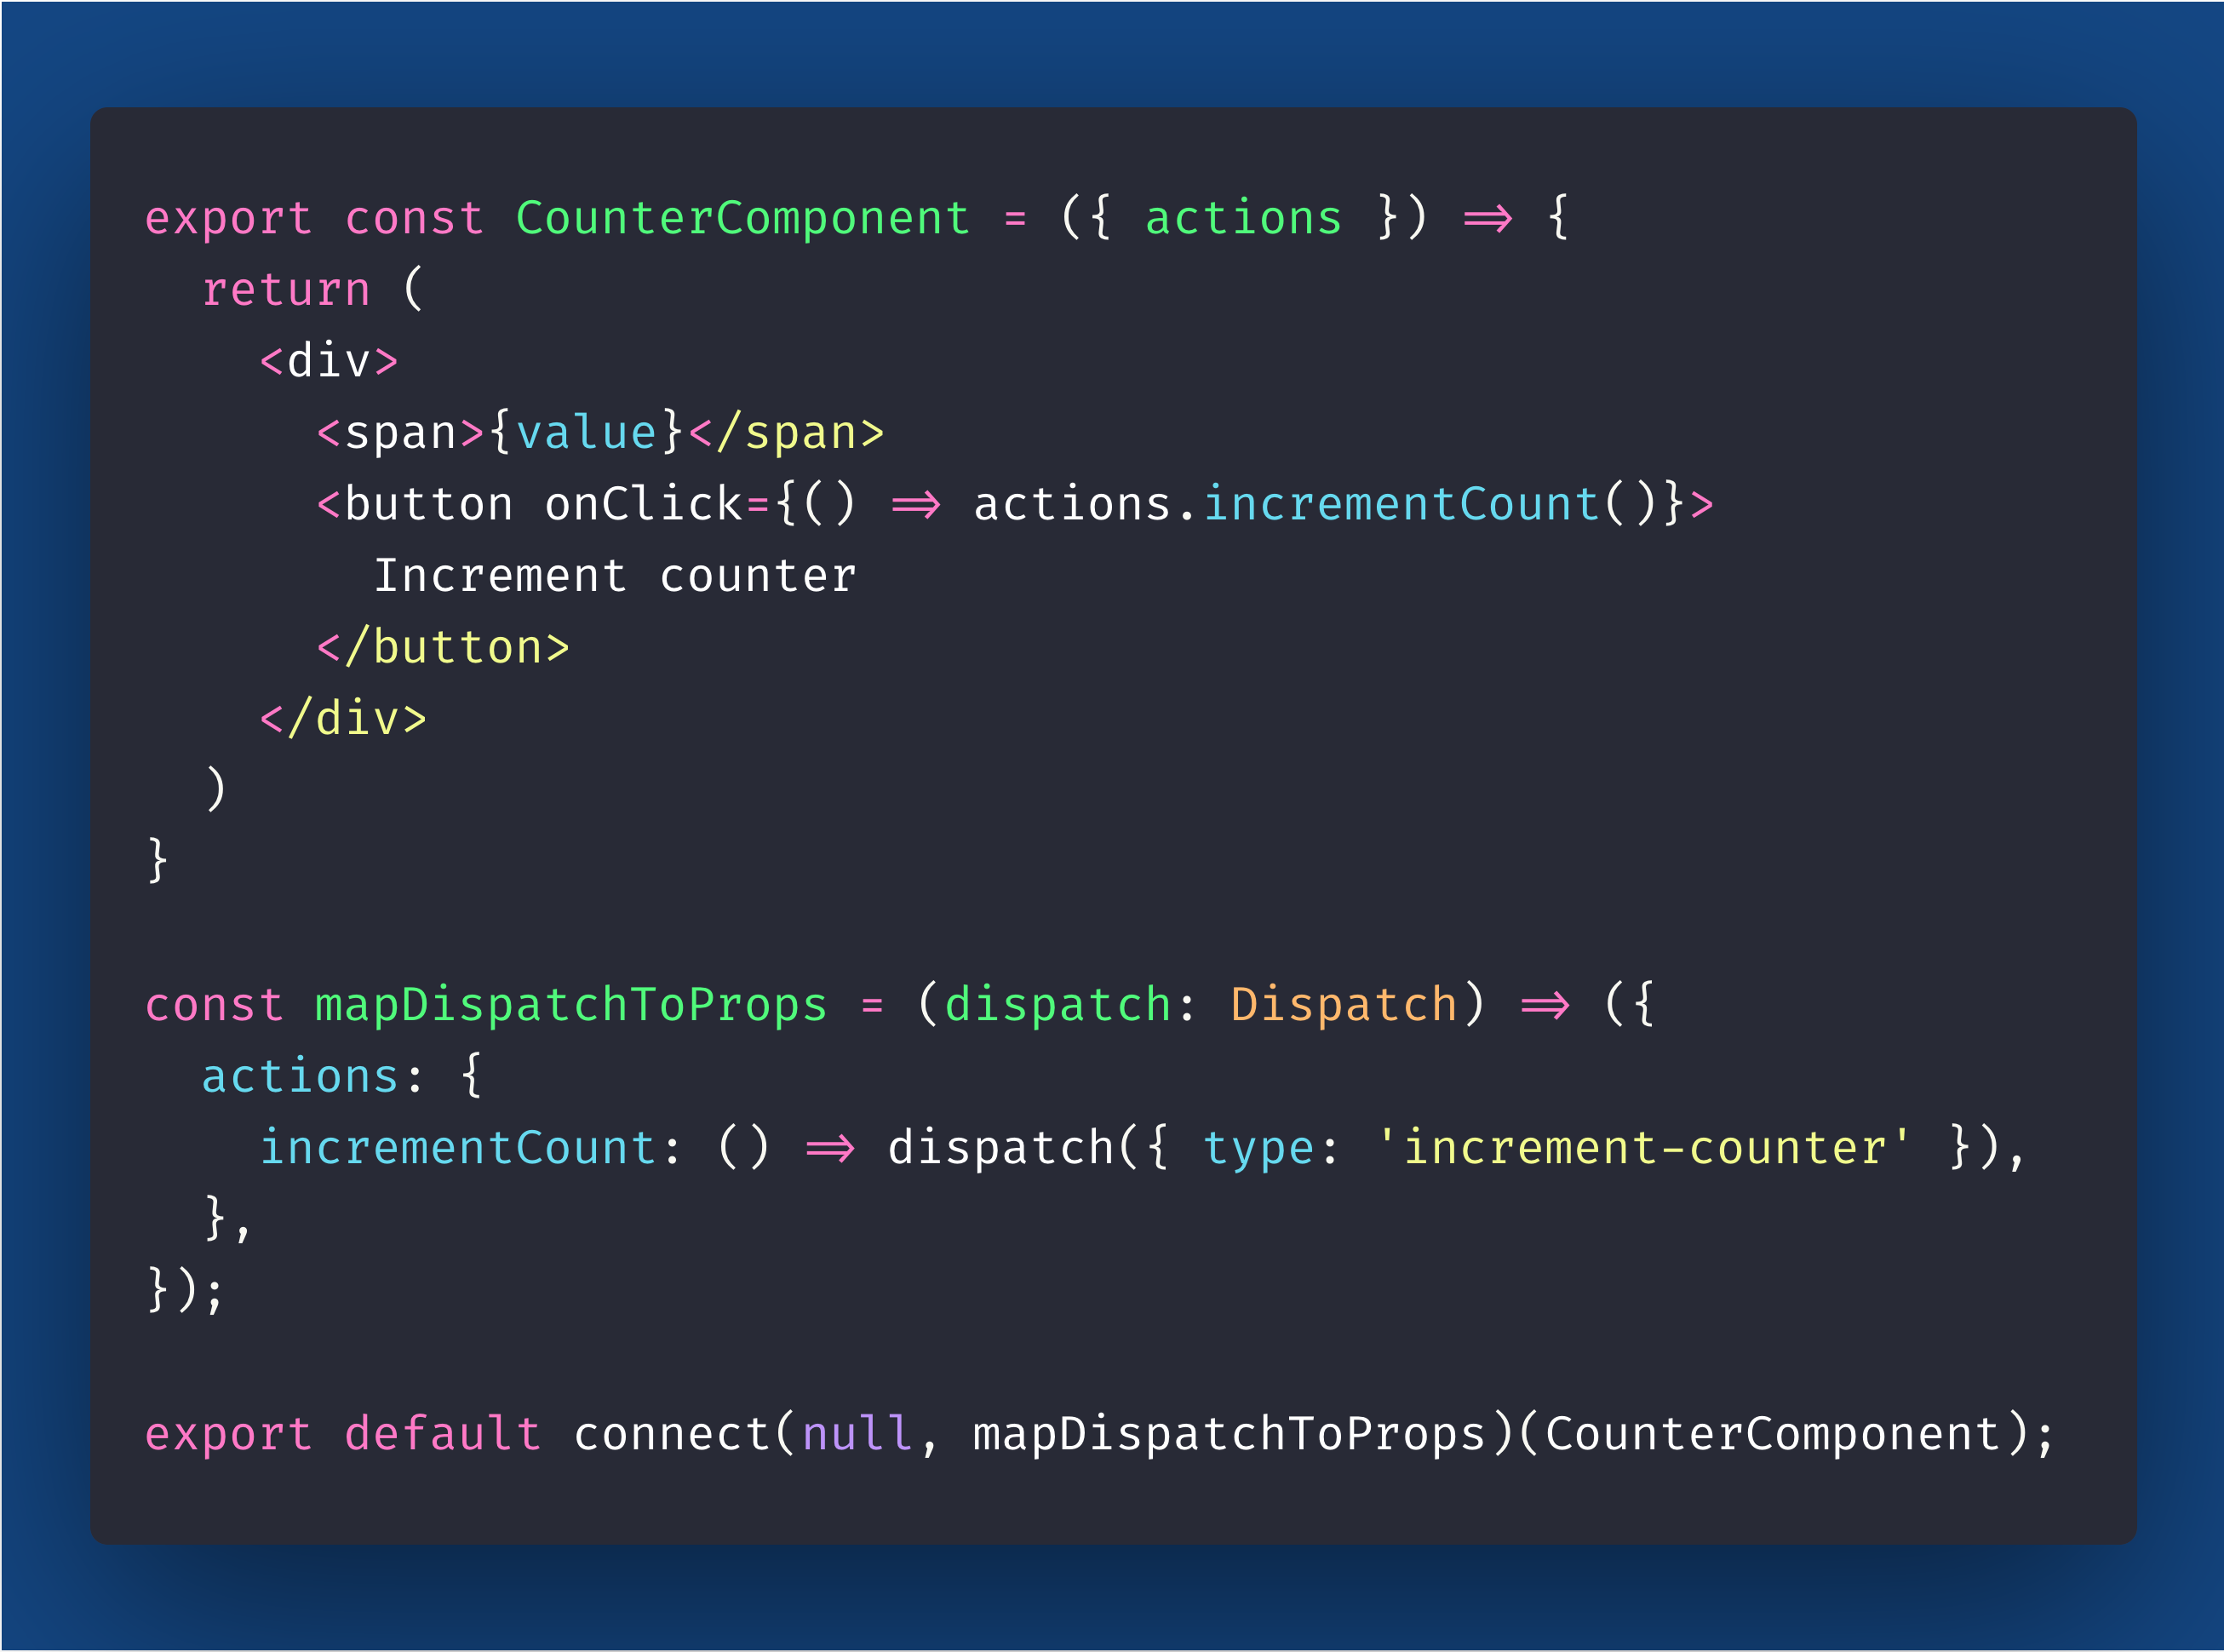 export const CounterComponent = ({ actions }) => {
  return (
    <div>
      <span>{value}</span>
      <button onClick={() => actions.incrementCount()}>
        Increment counter
      </button>
    </div>
  )
}

const mapDispatchToProps = (dispatch: Dispatch) => ({
  actions: {
    incrementCount: () => dispatch({ type: 'increment-counter' }),
  },
});

export default connect(null, mapDispatchToProps)(CounterComponent);